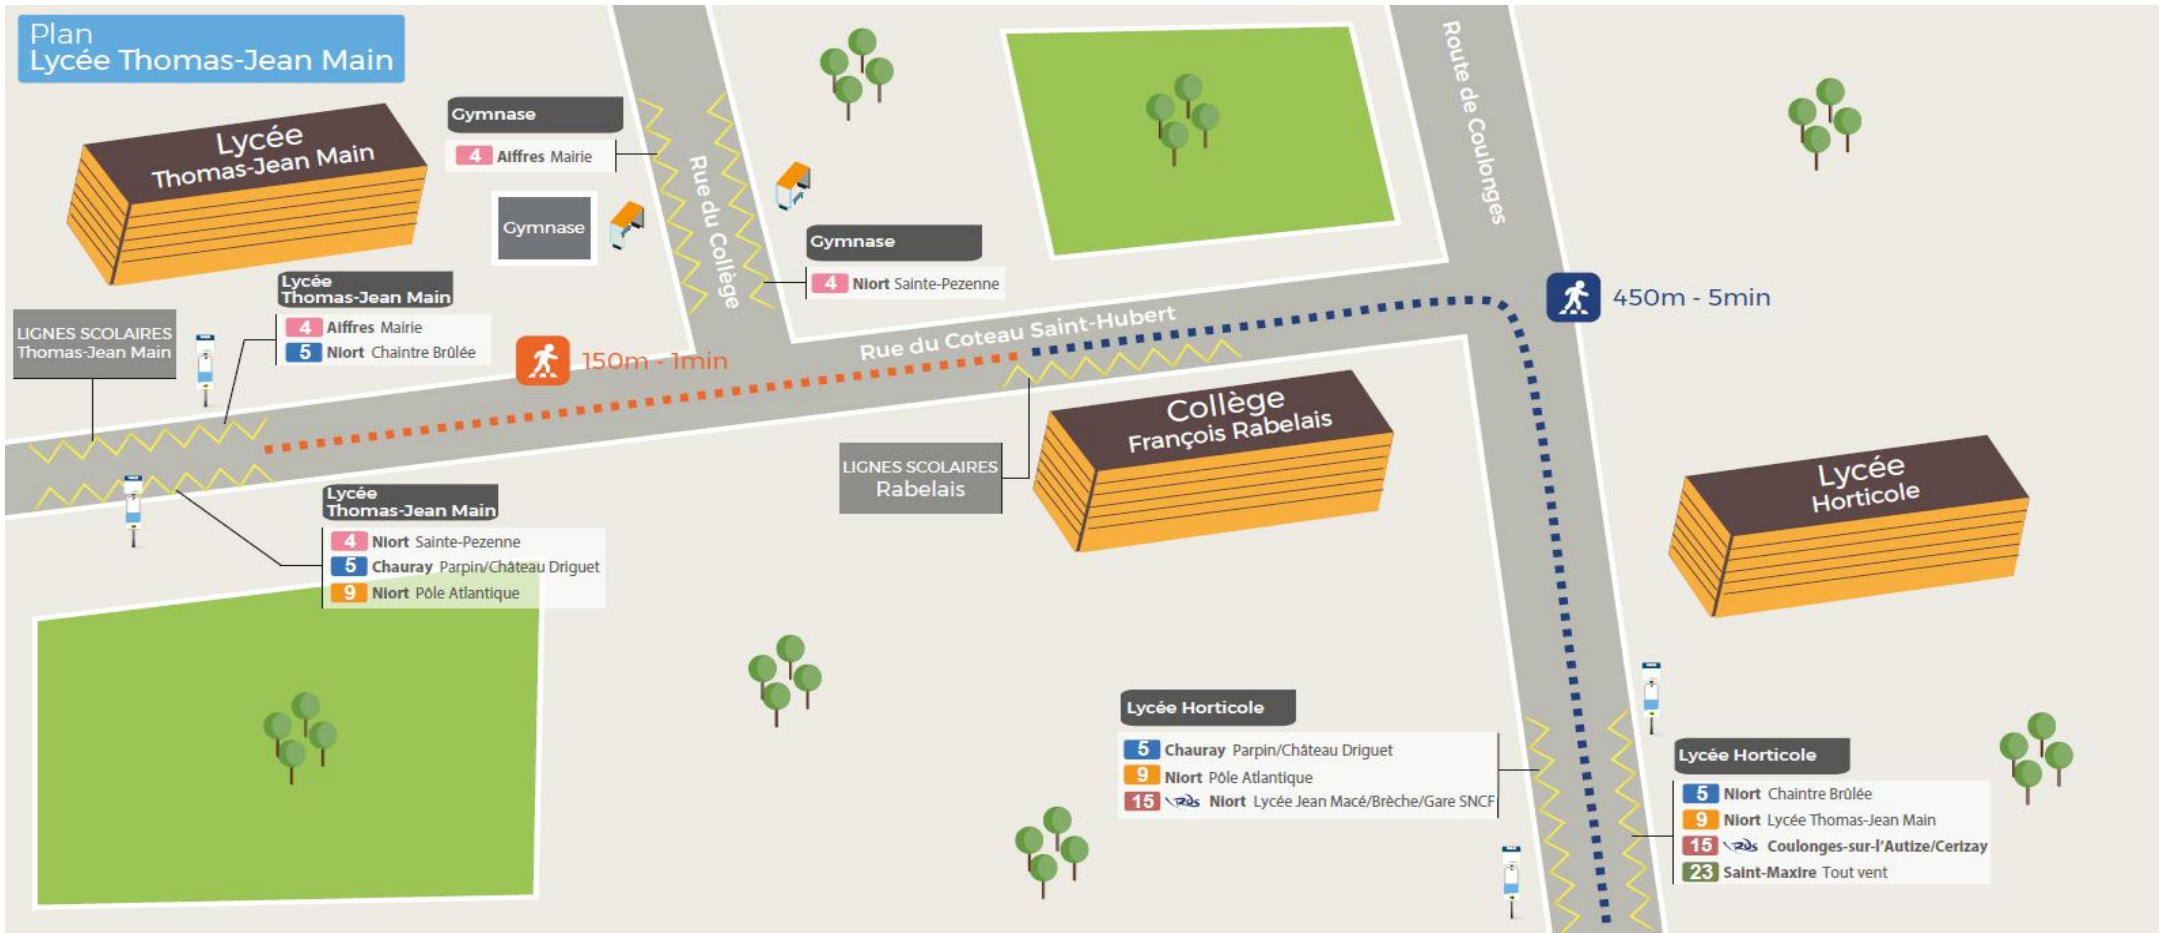 Plan
Lycée Thomas-Jean Main
Lycée
Thomas-Jean Main
Gymnase
4 Aiffres Mairie
Gymnase
Rue du Collège
Gymnase
4 Niort Sainte-Pezenne
Route de Coulonges
450m - 5min
LIGNES SCOLAIRES
Thomas-Jean Main
Lycée
Thomas-Jean Main
4 Aiffres Mairie
5 Niort Chaintre Brûlée
150m - 1min
Rue du Coteau Saint-Hubert
Collège
François Rabelais
LIGNES SCOLAIRES
Rabelais
Lycée
Horticole
Lycée
Thomas-Jean Main
4 Niort Sainte-Pezenne
5 Chauray Parpin/Château Driguet
9 Niort Pôle Atlantique
Lycée Horticole
5 Chauray Parpin/Château Driguet
9 Niort Pôle Atlantique
15 RDS Niort Lycée Jean Macé/Brèche/Gare SNCF
Lycée Horticole
5 Niort Chaintre Brûlée
9 Niort Lycée Thomas-Jean Main
15 RDS Coulonges-sur-l'Autize/Cerizay
23 Saint-Maxire Tout vent